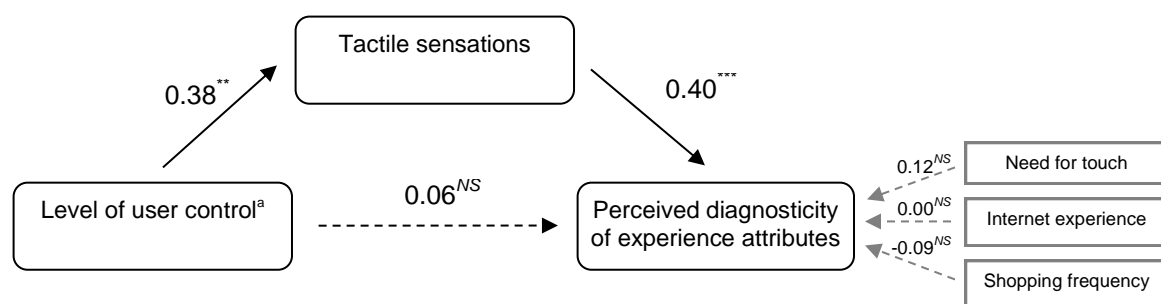 Tactile sensations
0.38**
0.40***
Level of user controlᵃ
0.06ᴺˢ
Perceived diagnosticity
of experience attributes
0.12ᴺˢ
Need for touch
0.00ᴺˢ
Internet experience
-0.09ᴺˢ
Shopping frequency